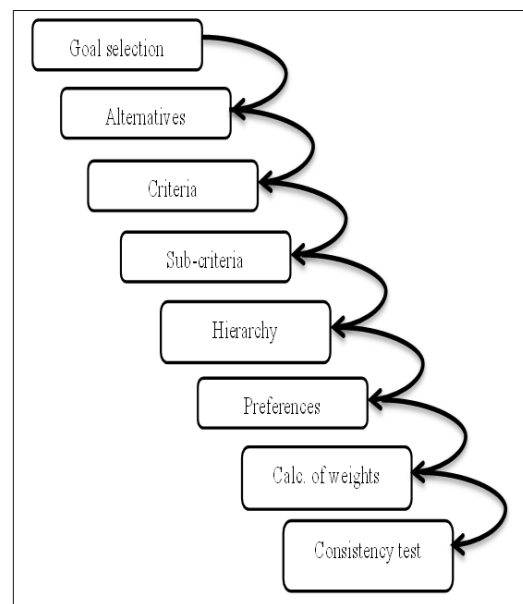 Goal selection
Alternatives
Criteria
Sub-criteria
Hierarchy
Preferences
Calc. of weights
Consistency test